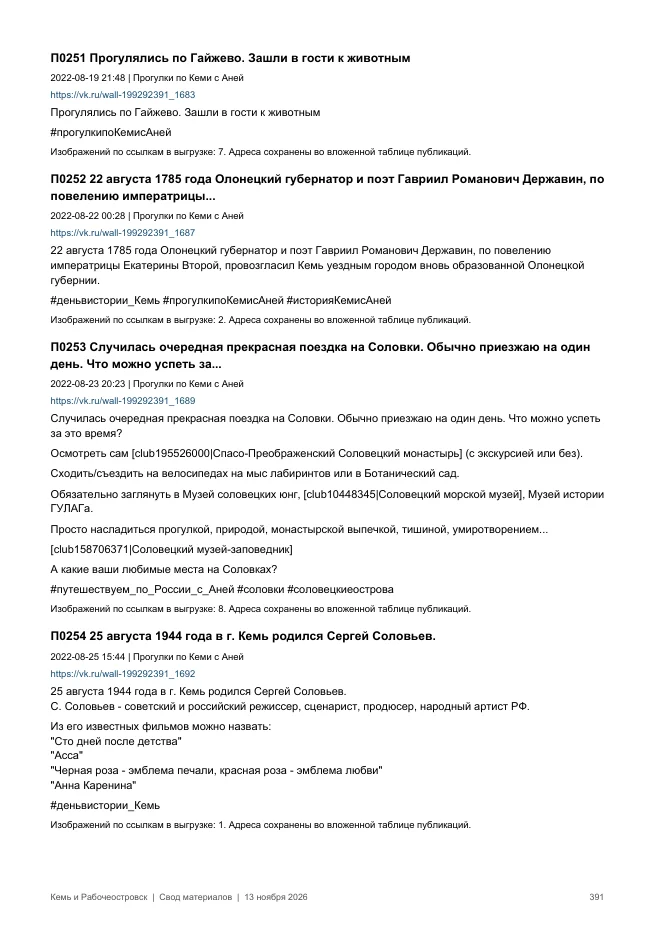 П0251 Прогулялись по Гайжево. Зашли в гости к животным
2022-08-19 21:48 | Прогулки по Кеми с Аней
https://vk.ru/wall-199292391_1683
Прогулялись по Гайжево. Зашли в гости к животным
#прогулкипоКемисАней
Изображений по ссылкам в выгрузке: 7. Адреса сохранены во вложенной таблице публикаций.
П0252 22 августа 1785 года Олонецкий губернатор и поэт Гавриил Романович Державин, по
повелению императрицы...
2022-08-22 00:28 | Прогулки по Кеми с Аней
https://vk.ru/wall-199292391_1687
22 августа 1785 года Олонецкий губернатор и поэт Гавриил Романович Державин, по повелению
императрицы Екатерины Второй, провозгласил Кемь уездным городом вновь образованной Олонецкой
губернии.
#деньвистории_Кемь #прогулкипоКемисАней #историяКемисАней
Изображений по ссылкам в выгрузке: 2. Адреса сохранены во вложенной таблице публикаций.
П0253 Случилась очередная прекрасная поездка на Соловки. Обычно приезжаю на один
день. Что можно успеть за...
2022-08-23 20:23 | Прогулки по Кеми с Аней
https://vk.ru/wall-199292391_1689
Случилась очередная прекрасная поездка на Соловки. Обычно приезжаю на один день. Что можно успеть
за это время?
Осмотреть сам [club195526000|Спасо-Преображенский Соловецкий монастырь] (с экскурсией или без).
Сходить/съездить на велосипедах на мыс лабиринтов или в Ботанический сад.
Обязательно заглянуть в Музей соловецких юнг, [club10448345|Соловецкий морской музей], Музей истории
ГУЛАГа.
Просто насладиться прогулкой, природой, монастырской выпечкой, тишиной, умиротворением...
[club158706371|Соловецкий музей-заповедник]
А какие ваши любимые места на Соловках?
#путешествуем_по_России_с_Аней #соловки #соловецкиеострова
Изображений по ссылкам в выгрузке: 8. Адреса сохранены во вложенной таблице публикаций.
П0254 25 августа 1944 года в г. Кемь родился Сергей Соловьев.
2022-08-25 15:44 | Прогулки по Кеми с Аней
https://vk.ru/wall-199292391_1692
25 августа 1944 года в г. Кемь родился Сергей Соловьев.
С. Соловьев - советский и российский режиссер, сценарист, продюсер, народный артист РФ.
Из его известных фильмов можно назвать:
"Сто дней после детства"
"Асса"
"Черная роза - эмблема печали, красная роза - эмблема любви"
"Анна Каренина"
#деньвистории_Кемь
Изображений по ссылкам в выгрузке: 1. Адреса сохранены во вложенной таблице публикаций.
Кемь и Рабочеостровск | Свод материалов | 13 ноября 2026
391